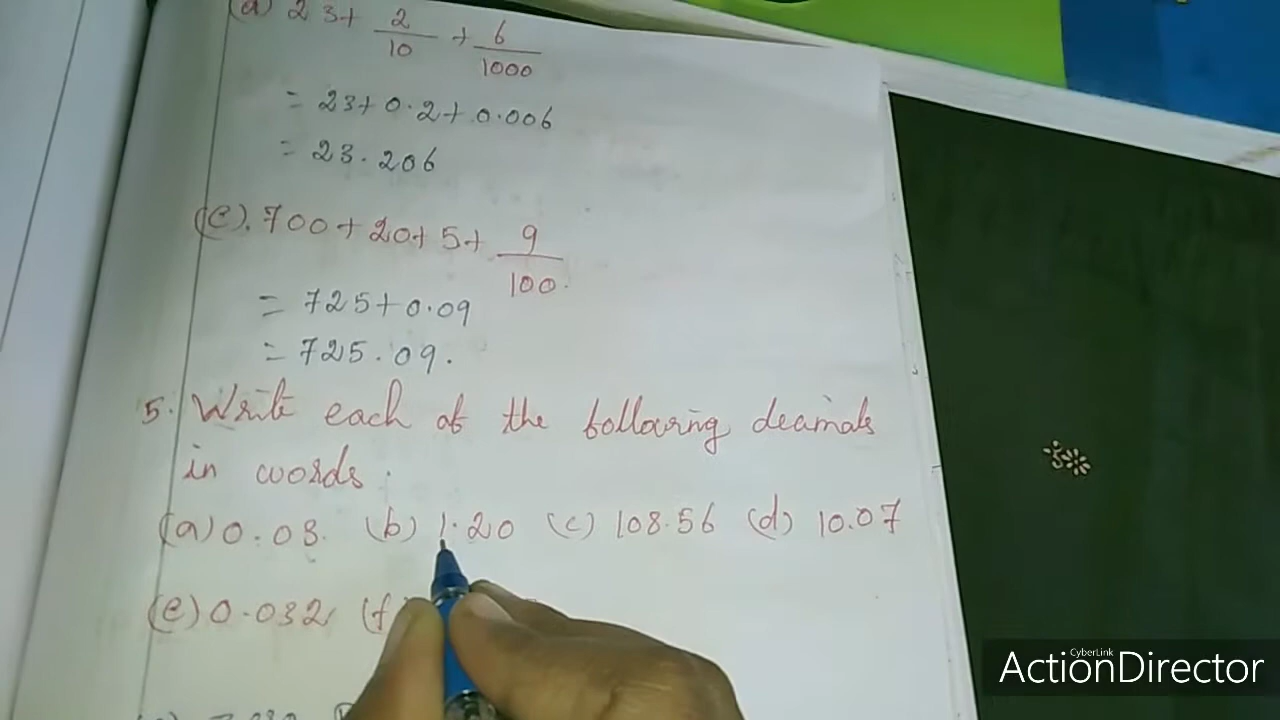 (d) 23+ 2/10 + 6/1000
= 23+0.2+0.006
= 23.206
(e). 700+20+5+ 9/100.
= 725+0.09
= 725.09.
5. Write each of the following decimals
in words.
(a) 0.03. (b) 1.20 (c) 108.56 (d) 10.07
(e) 0.032 (f
CyberLink
ActionDirector